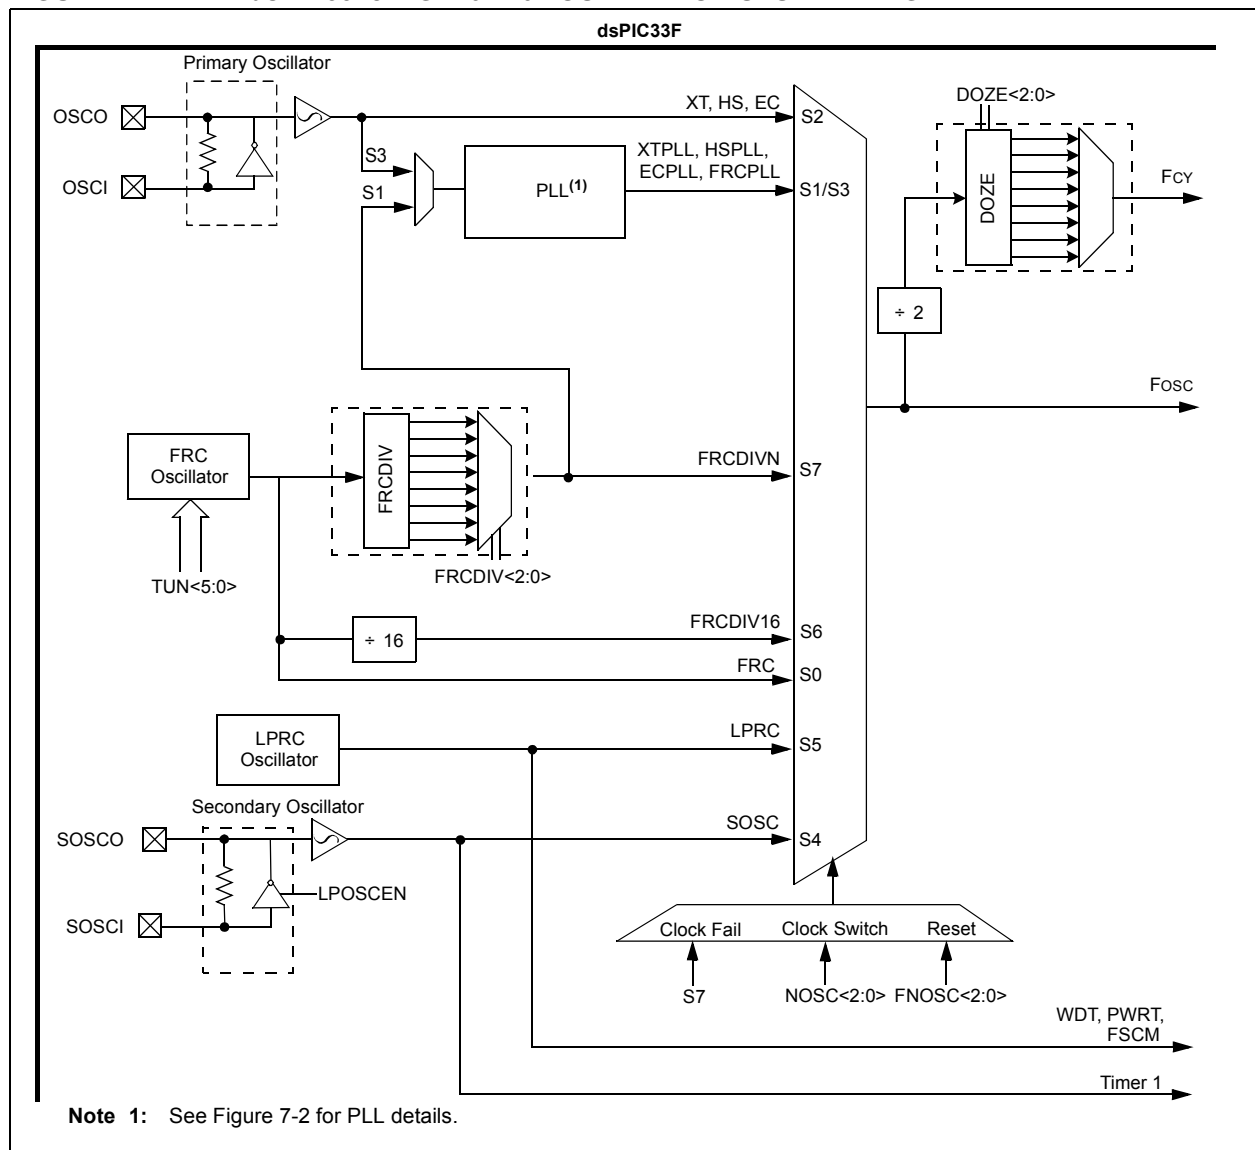 dsPIC33F
Primary Oscillator
OSCO
OSCI
S3
S1
PLL(1)
XT, HS, EC
XTPLL, HSPLL,
ECPLL, FRCPLL
S2
S1/S3
DOZE<2:0>
DOZE
FCY
÷ 2
FOSC
FRC
Oscillator
TUN<5:0>
FRCDIV
FRCDIV<2:0>
FRCDIVN
S7
÷ 16
FRCDIV16
S6
FRC
S0
LPRC
Oscillator
LPRC
S5
Secondary Oscillator
SOSCO
SOSCI
LPOSCEN
SOSC
S4
Clock Fail
Clock Switch
Reset
S7
NOSC<2:0>
FNOSC<2:0>
WDT, PWRT,
FSCM
Timer 1
Note 1: See Figure 7-2 for PLL details.